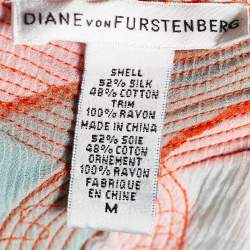 DIANE VON FURSTENBERG
SHELL
52% SILK
48% COTTON
TRIM
100% RAYON
MADE IN CHINA
52% SOIE
48% COTON
ORNEMENT
100% RAYON
FABRIQUE
EN CHINE
M